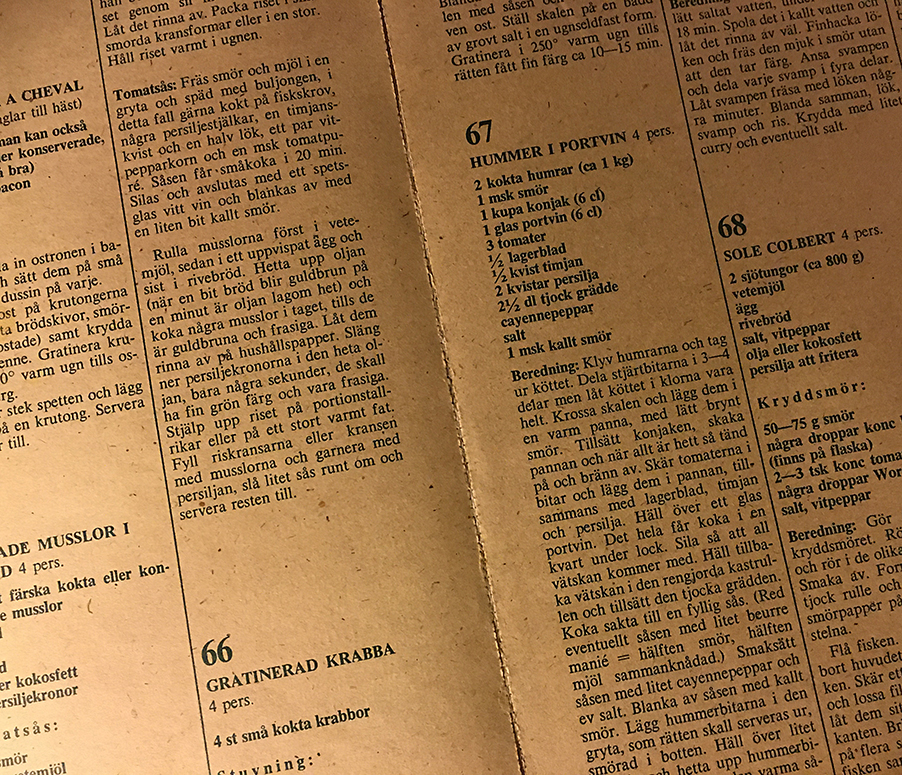 set genom
Låt det rinna av. Packa riset i
smorda kransformar eller i en stor.
Håll riset varmt i ugnen.
Tomatsås: Fräs smör och mjöl i en
gryta och späd med buljongen, i
detta fall gärna kokt på fiskskrov,
några persiljestjälkar, en timjans-
kvist och en halv lök, ett par vit-
pepparkorn och en msk tomatpu-
ré. Såsen får småkoka i 20 min.
Silas och avslutas med ett spets-
glas vitt vin och blankas av med
en liten bit kallt smör.
Rulla musslorna först i vete-
mjöl, sedan i ett uppvispat ägg och
sist i rivebröd. Hetta upp oljan
(när en bit bröd blir guldbrun på
en minut är oljan lagom het) och
koka några musslor i taget, tills de
är guldbruna och frasiga. Låt dem
rinna av på hushållspapper. Släng
ner persiljekronorna i den heta ol-
jan, bara några sekunder, de skall
ha fin grön färg och vara frasiga.
Stjälp upp riset på portionstall-
rikar eller på ett stort varmt fat.
Fyll riskransarna eller kransen
med musslorna och garnera med
persiljan, slå litet sås runt om och
servera resten till.
66
GRATINERAD KRABBA
4 pers.
4 st små kokta krabbor
Stuvning:
A CHEVAL
till häst)
man kan också
konserverade,
bra)
in ostronen i ba-
sätt dem på små
dussin på varje.
på krutongerna
brödskivor, smör-
samt krydda
Gratinera kru-
varm ugn tills os-
stek spetten och lägg
på en krutong. Servera
till.
MUSSLOR I
4 pers.
färska kokta eller kon-
musslor
eller kokosfett
len med såsen och
ven ost. Ställ skalen på en bädd
av grovt salt i en ugnseldfast form.
Gratinera i 250° varm ugn tills
rätten fått fin färg ca 10—15 min.
67
HUMMER I PORTVIN 4 pers.
2 kokta humrar (ca 1 kg)
1 msk smör
1 kupa konjak (6 cl)
1 glas portvin (6 cl)
3 tomater
½ lagerblad
½ kvist timjan
2 kvistar persilja
2½ dl tjock grädde
cayennepeppar
salt
1 msk kallt smör
Beredning: Klyv humrarna och tag
ur köttet. Dela stjärtbitarna i 3—4
delar men låt köttet i klorna vara
helt. Krossa skalen och lägg dem i
en varm panna, med lätt brynt
smör. Tillsätt konjaken, skaka
pannan och när allt är hett så tänd
på och bränn av. Skär tomaterna i
bitar och lägg dem i pannan, till-
sammans med lagerblad, timjan
och persilja. Häll över ett glas
portvin. Det hela får koka i en
kvart under lock. Sila så att all
vätskan kommer med. Häll tillba-
ka vätskan i den rengjorda kastrul-
len och tillsätt den tjocka grädden.
Koka sakta till en fyllig sås. (Red
eventuellt såsen med litet beurre
manié = hälften smör, hälften
mjöl sammanknådad.) Smaksätt
såsen med litet cayennepeppar och
ev salt. Blanka av såsen med kallt
smör. Lägg hummerbitarna i den
gryta, som rätten skall serveras ur,
smörad i botten. Häll över litet
och hetta upp hummerbi-
varma så-
lätt saltat vatten,
18 min. Spola det i kallt vatten och
låt det rinna av väl. Finhacka lö-
ken och fräs den mjuk i smör utan
att den tar färg. Ansa svampen
och dela varje svamp i fyra delar.
Låt svampen fräsa med löken någ-
ra minuter. Blanda samman, lök,
svamp och ris. Krydda med litet
curry och eventuellt salt.
68
SOLE COLBERT 4 pers.
2 sjötungor (ca 800 g)
vetemjöl
ägg
rivebröd
salt, vitpeppar
olja eller kokosfett
persilja att fritera
Kryddsmör:
50—75 g smör
några droppar konc
(finns på flaska)
2—3 tsk konc
några droppar
salt, vitpeppar
Beredning: Gör
kryddsmöret.
och rör i de olika
Smaka av.
tjock rulle och
smörpapper på
stelna.
Flå fisken.
bort huvudet
ken. Skär
och lossa
låt dem
kanten.
på flera
fisken